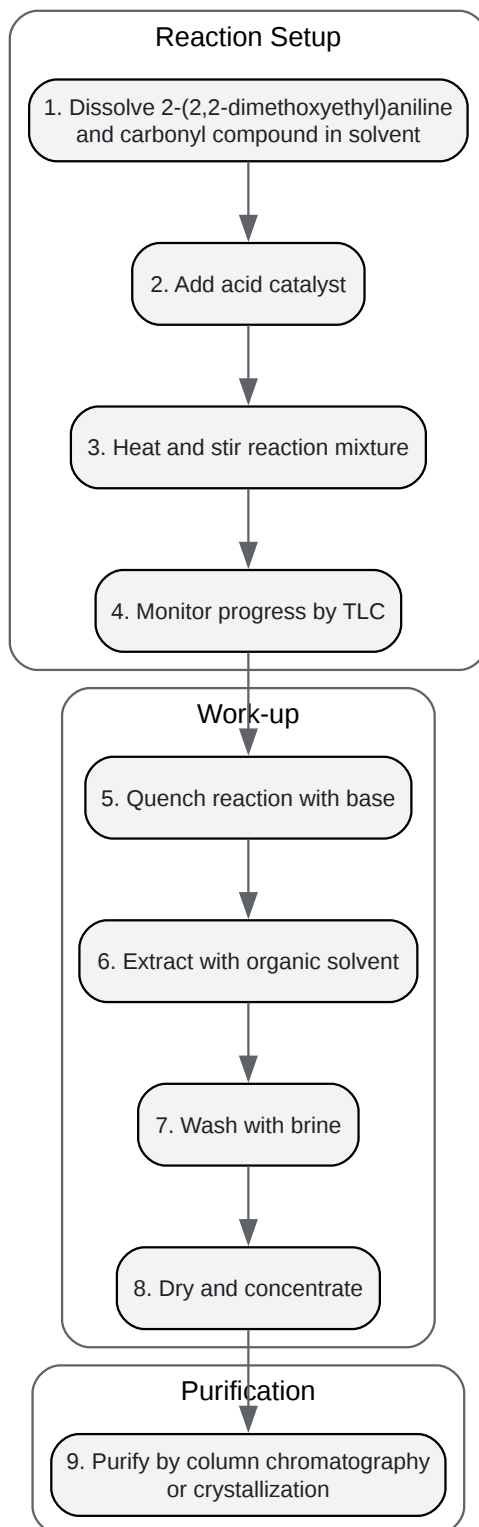 Reaction Setup
1. Dissolve 2-(2,2-dimethoxyethyl)aniline
and carbonyl compound in solvent
2. Add acid catalyst
3. Heat and stir reaction mixture
4. Monitor progress by TLC
Work-up
5. Quench reaction with base
6. Extract with organic solvent
7. Wash with brine
8. Dry and concentrate
Purification
9. Purify by column chromatography
or crystallization